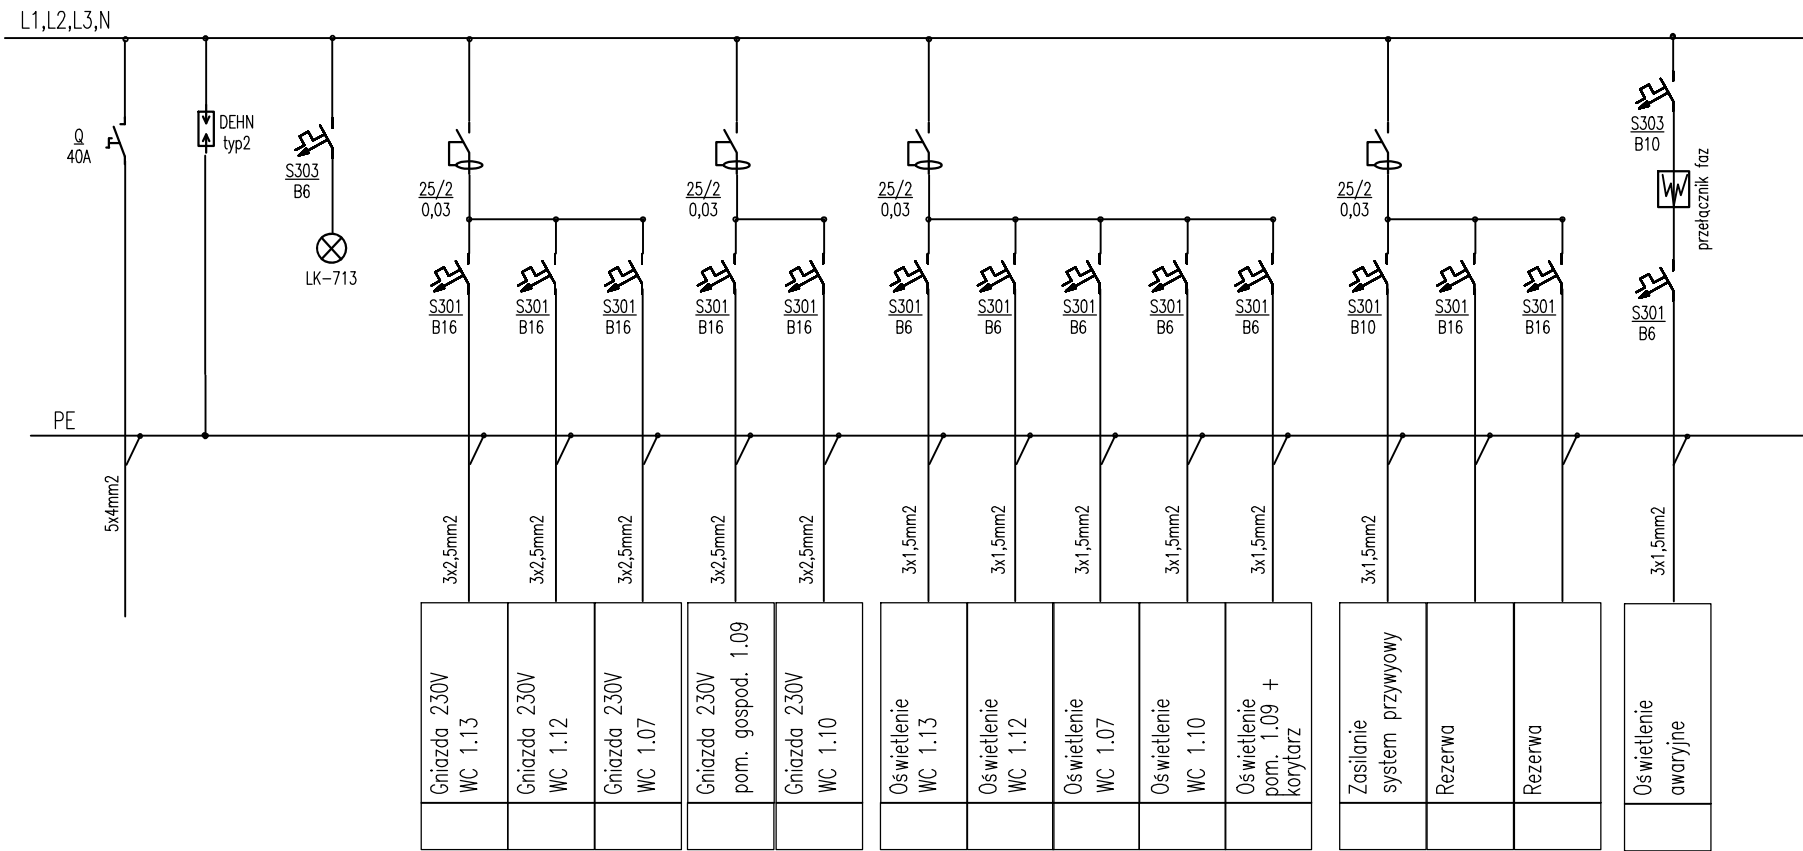 L1,L2,L3,N
Q
40A
DEHN
typ2
S303
B6
LK-713
25/2
0,03
25/2
0,03
25/2
0,03
25/2
0,03
S303
B10
przełącznik faz
S301
B16
S301
B16
S301
B16
S301
B16
S301
B16
S301
B6
S301
B6
S301
B6
S301
B6
S301
B6
S301
B10
S301
B16
S301
B16
S301
B6
PE
5x4mm2
3x2,5mm2
3x2,5mm2
3x2,5mm2
3x2,5mm2
3x2,5mm2
3x1,5mm2
3x1,5mm2
3x1,5mm2
3x1,5mm2
3x1,5mm2
3x1,5mm2
3x1,5mm2
Gniazda 230V
WC 1.13
Gniazda 230V
WC 1.12
Gniazda 230V
WC 1.07
Gniazda 230V
pom. gospod. 1.09
Gniazda 230V
WC 1.10
Oświetlenie
WC 1.13
Oświetlenie
WC 1.12
Oświetlenie
WC 1.07
Oświetlenie
WC 1.10
Oświetlenie
pom. 1.09 +
korytarz
Zasilanie
system przywyowy
Rezerwa
Rezerwa
Oświetlenie
awaryjne